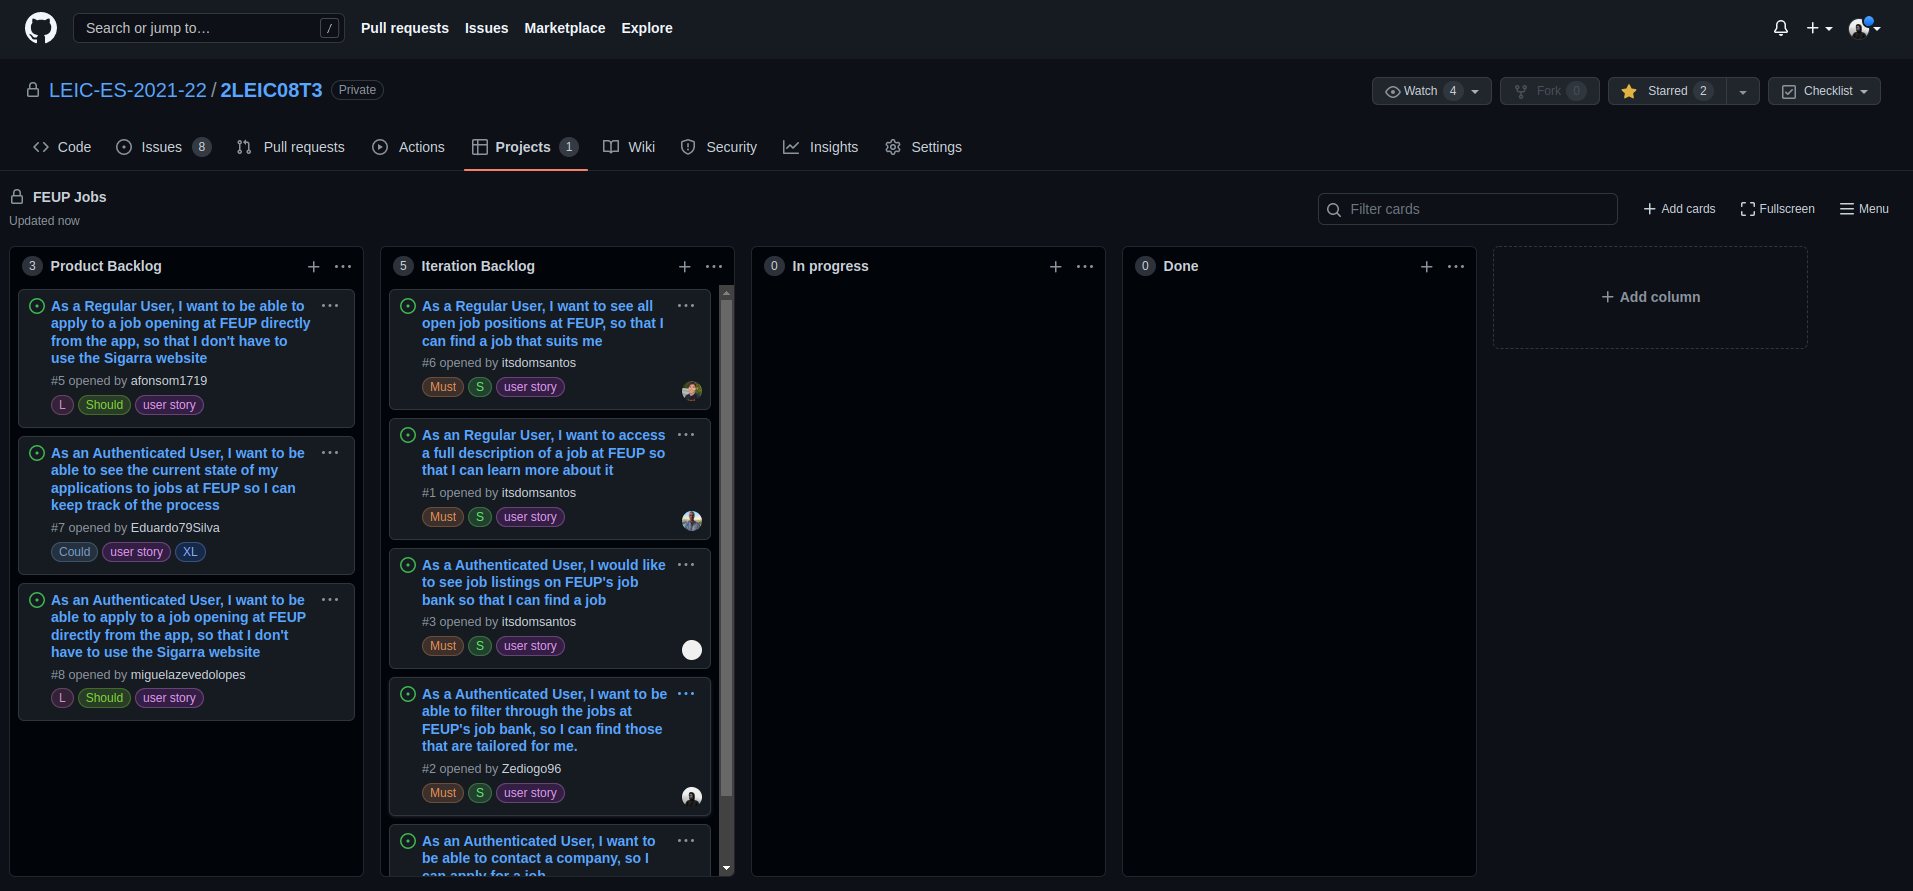 Search or jump to…
/
Pull requests
Issues
Marketplace
Explore
LEIC-ES-2021-22 / 2LEIC08T3
Private
Watch 4
Fork 0
Starred 2
Checklist
Code
Issues 8
Pull requests
Actions
Projects 1
Wiki
Security
Insights
Settings
FEUP Jobs
Updated now
Filter cards
Add cards
Fullscreen
Menu
3 Product Backlog
As a Regular User, I want to be able to
apply to a job opening at FEUP directly
from the app, so that I don't have to
use the Sigarra website
#5 opened by afonsom1719
L Should user story
As an Authenticated User, I want to be
able to see the current state of my
applications to jobs at FEUP so I can
keep track of the process
#7 opened by Eduardo79Silva
Could user story XL
As an Authenticated User, I want to be
able to apply to a job opening at FEUP
directly from the app, so that I don't
have to use the Sigarra website
#8 opened by miguelazevedolopes
L Should user story
5 Iteration Backlog
As a Regular User, I want to see all
open job positions at FEUP, so that I
can find a job that suits me
#6 opened by itsdomsantos
Must S user story
As an Regular User, I want to access
a full description of a job at FEUP so
that I can learn more about it
#1 opened by itsdomsantos
Must S user story
As a Authenticated User, I would like
to see job listings on FEUP's job
bank so that I can find a job
#3 opened by itsdomsantos
Must S user story
As a Authenticated User, I want to be
able to filter through the jobs at
FEUP's job bank, so I can find those
that are tailored for me.
#2 opened by Zediogo96
Must S user story
As an Authenticated User, I want to
be able to contact a company, so I
can apply for a job
0 In progress
0 Done
Add column